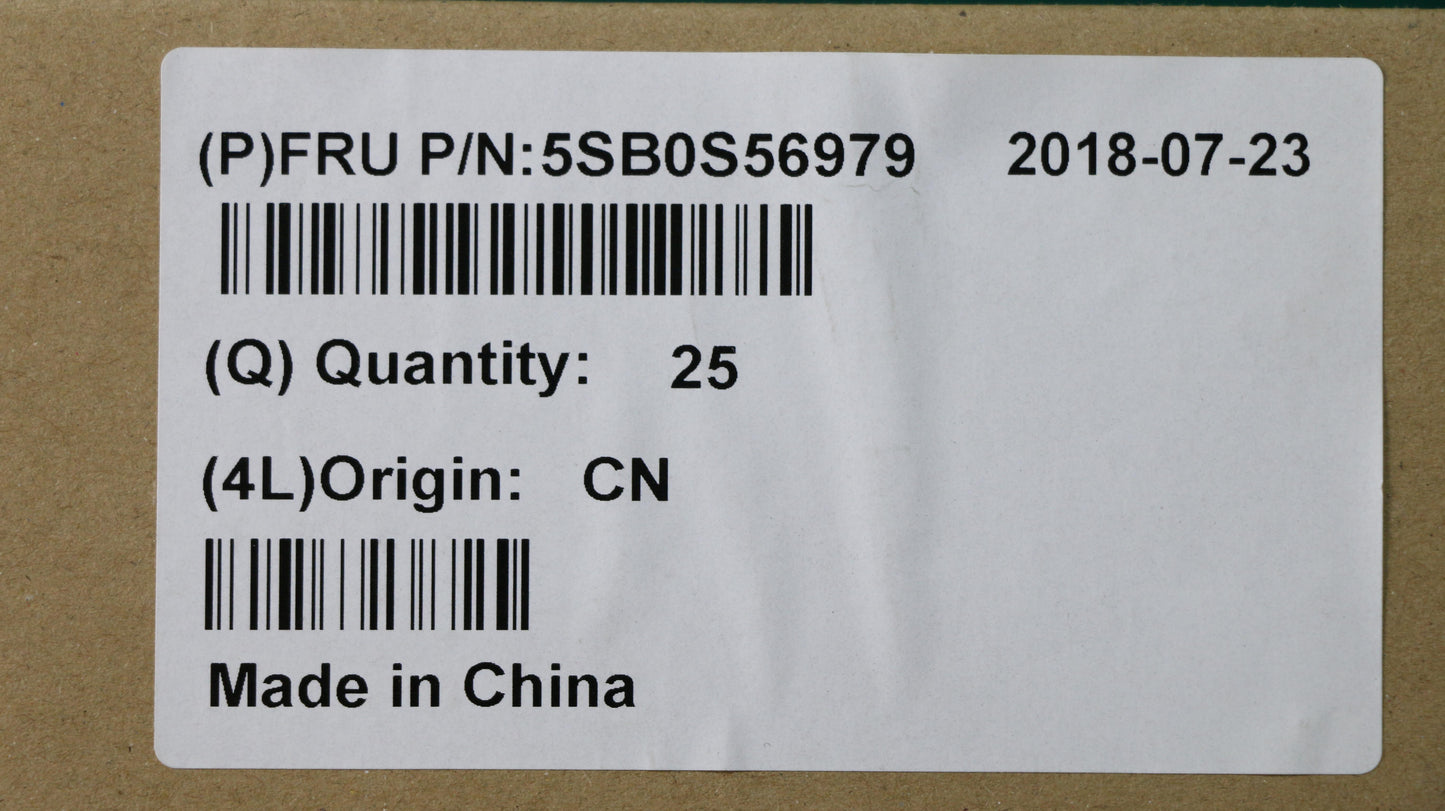 (P)FRU P/N:5SB0S56979 2018-07-23
(Q) Quantity: 25
(4L)Origin: CN
Made in China